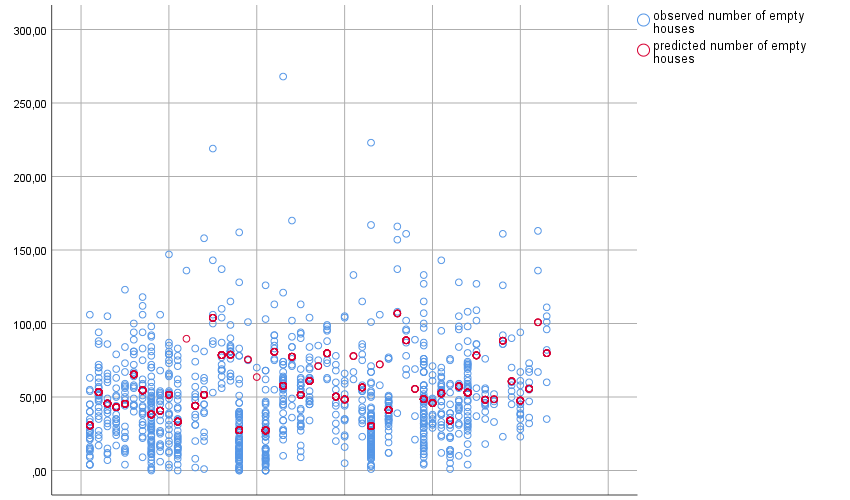 300,00
250,00
200,00
150,00
100,00
50,00
,00
observed number of empty
houses
predicted number of empty
houses